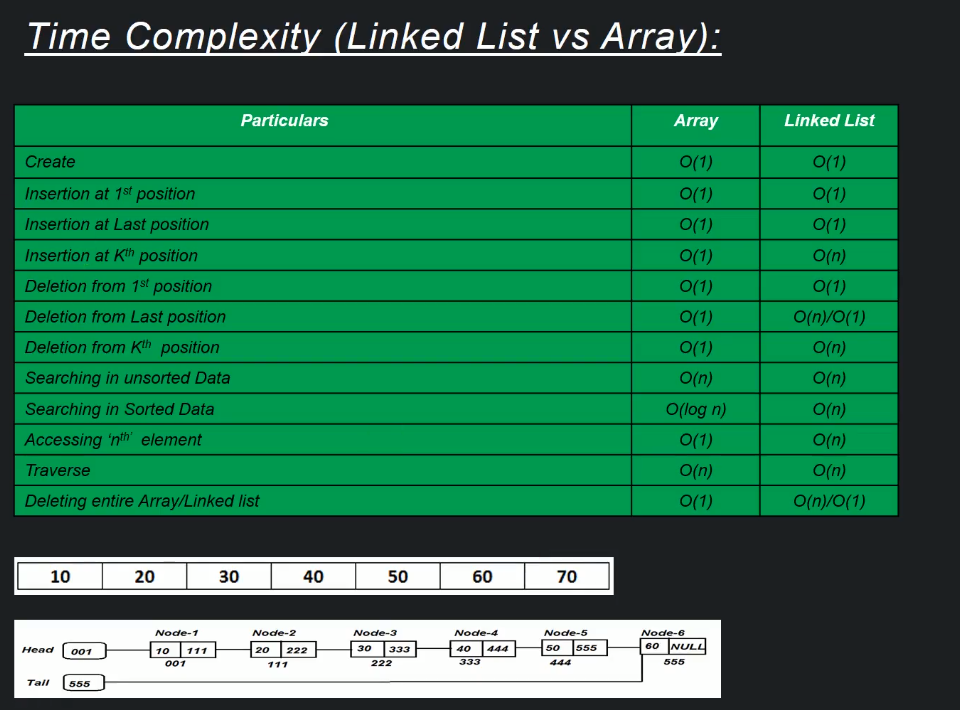 Time Complexity (Linked List vs Array):
Particulars Array Linked List
Create O(1) O(1)
Insertion at 1st position O(1) O(1)
Insertion at Last position O(1) O(1)
Insertion at Kth position O(1) O(n)
Deletion from 1st position O(1) O(1)
Deletion from Last position O(1) O(n)/O(1)
Deletion from Kth position O(1) O(n)
Searching in unsorted Data O(n) O(n)
Searching in Sorted Data O(log n) O(n)
Accessing ‘nth’ element O(1) O(n)
Traverse O(n) O(n)
Deleting entire Array/Linked list O(1) O(n)/O(1)
10 20 30 40 50 60 70
Node-1 Node-2 Node-3 Node-4 Node-5 Node-6
Head 001 10 111 20 222 30 333 40 444 50 555 60 NULL
001 111 222 333 444 555
Tail 555